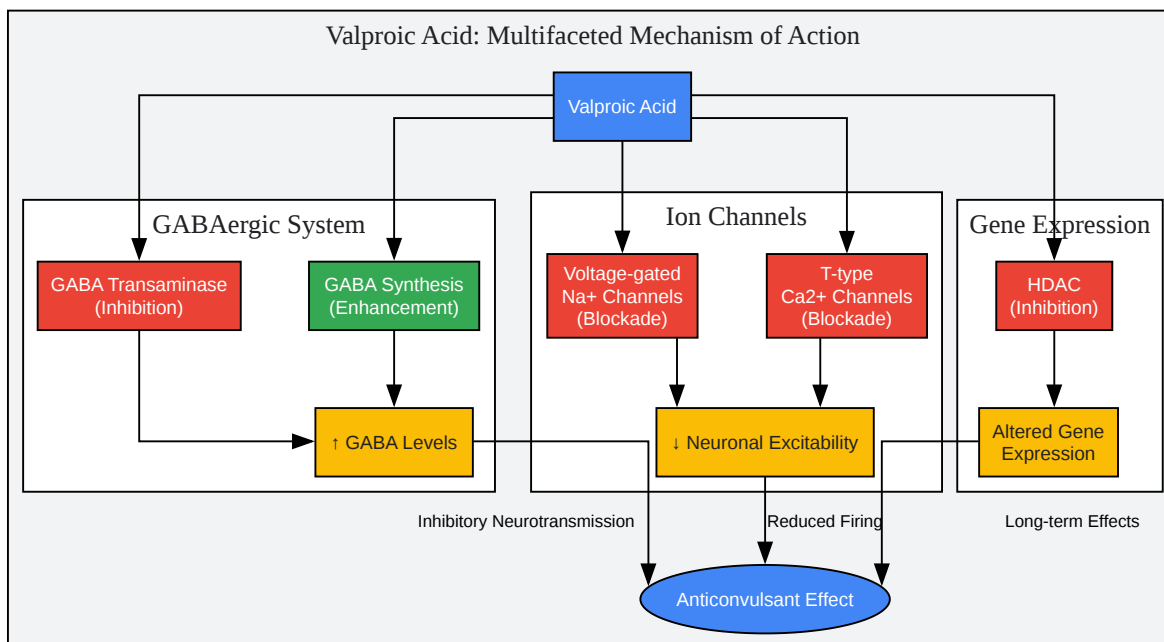 Valproic Acid: Multifaceted Mechanism of Action
Valproic Acid
GABAergic System
GABA Transaminase
(Inhibition)
GABA Synthesis
(Enhancement)
↑ GABA Levels
Ion Channels
Voltage-gated
Na+ Channels
(Blockade)
T-type
Ca2+ Channels
(Blockade)
↓ Neuronal Excitability
Gene Expression
HDAC
(Inhibition)
Altered Gene
Expression
Inhibitory Neurotransmission
Reduced Firing
Long-term Effects
Anticonvulsant Effect